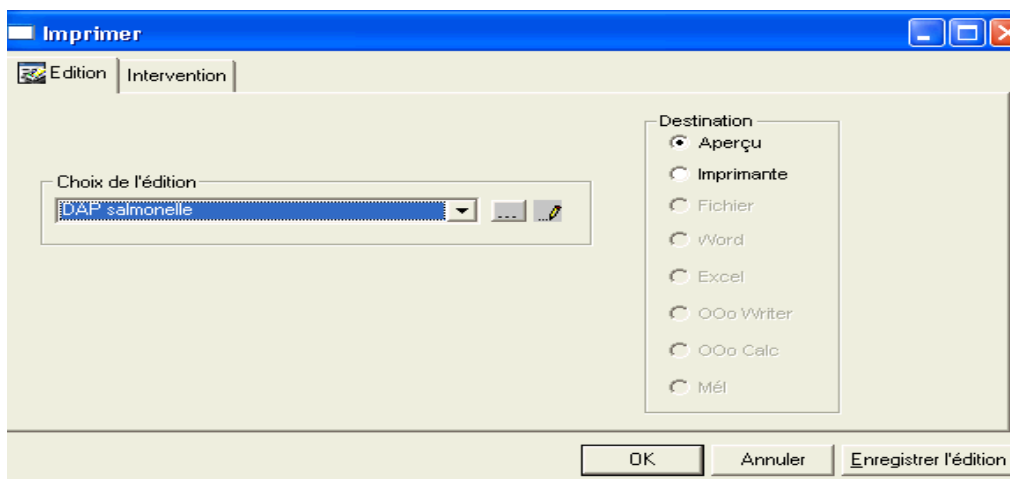 Imprimer
Edition
Intervention
Destination
Aperçu
Imprimante
Choix de l'édition
DAP salmonelle
...
Fichier
Word
Excel
OOo Writer
OOo Calc
Mél
OK
Annuler
Enregistrer l'édition